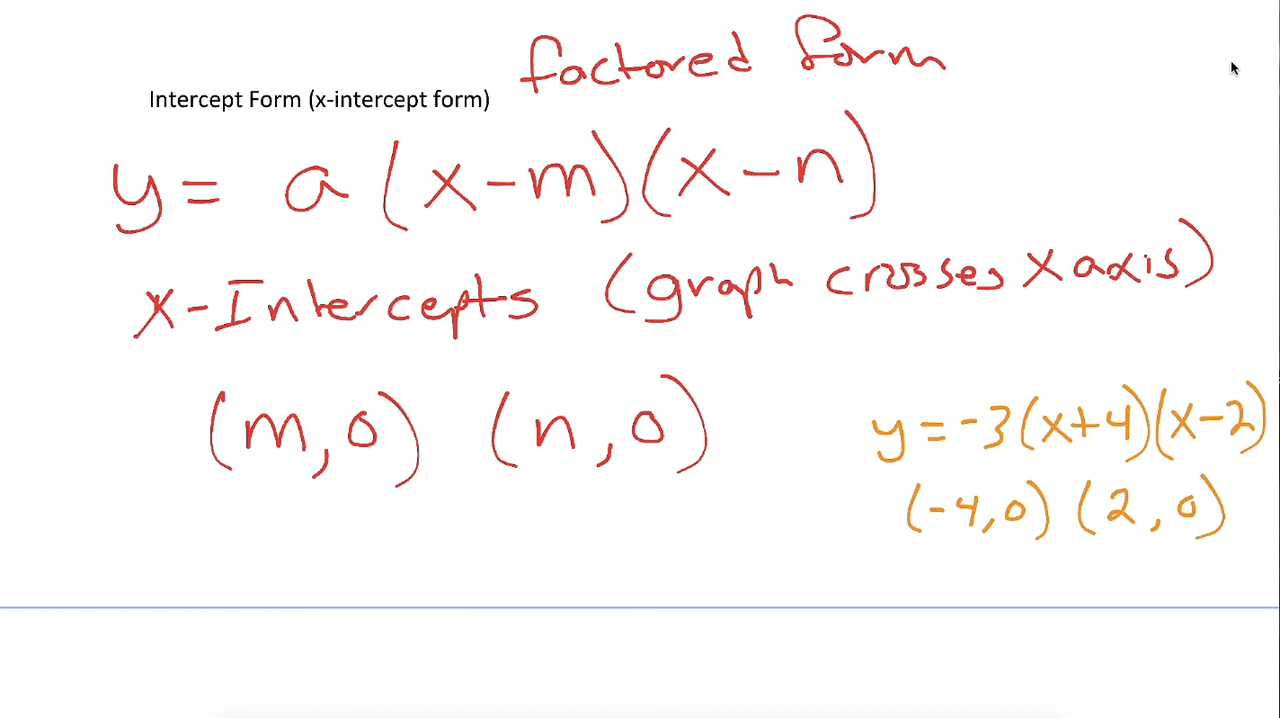 factored form
Intercept Form (x-intercept form)
y = a(x-m)(x-n)
x-Intercepts (graph crosses x axis)
(m,0) (n,0)
y=-3(x+4)(x-2)
(-4,0) (2,0)